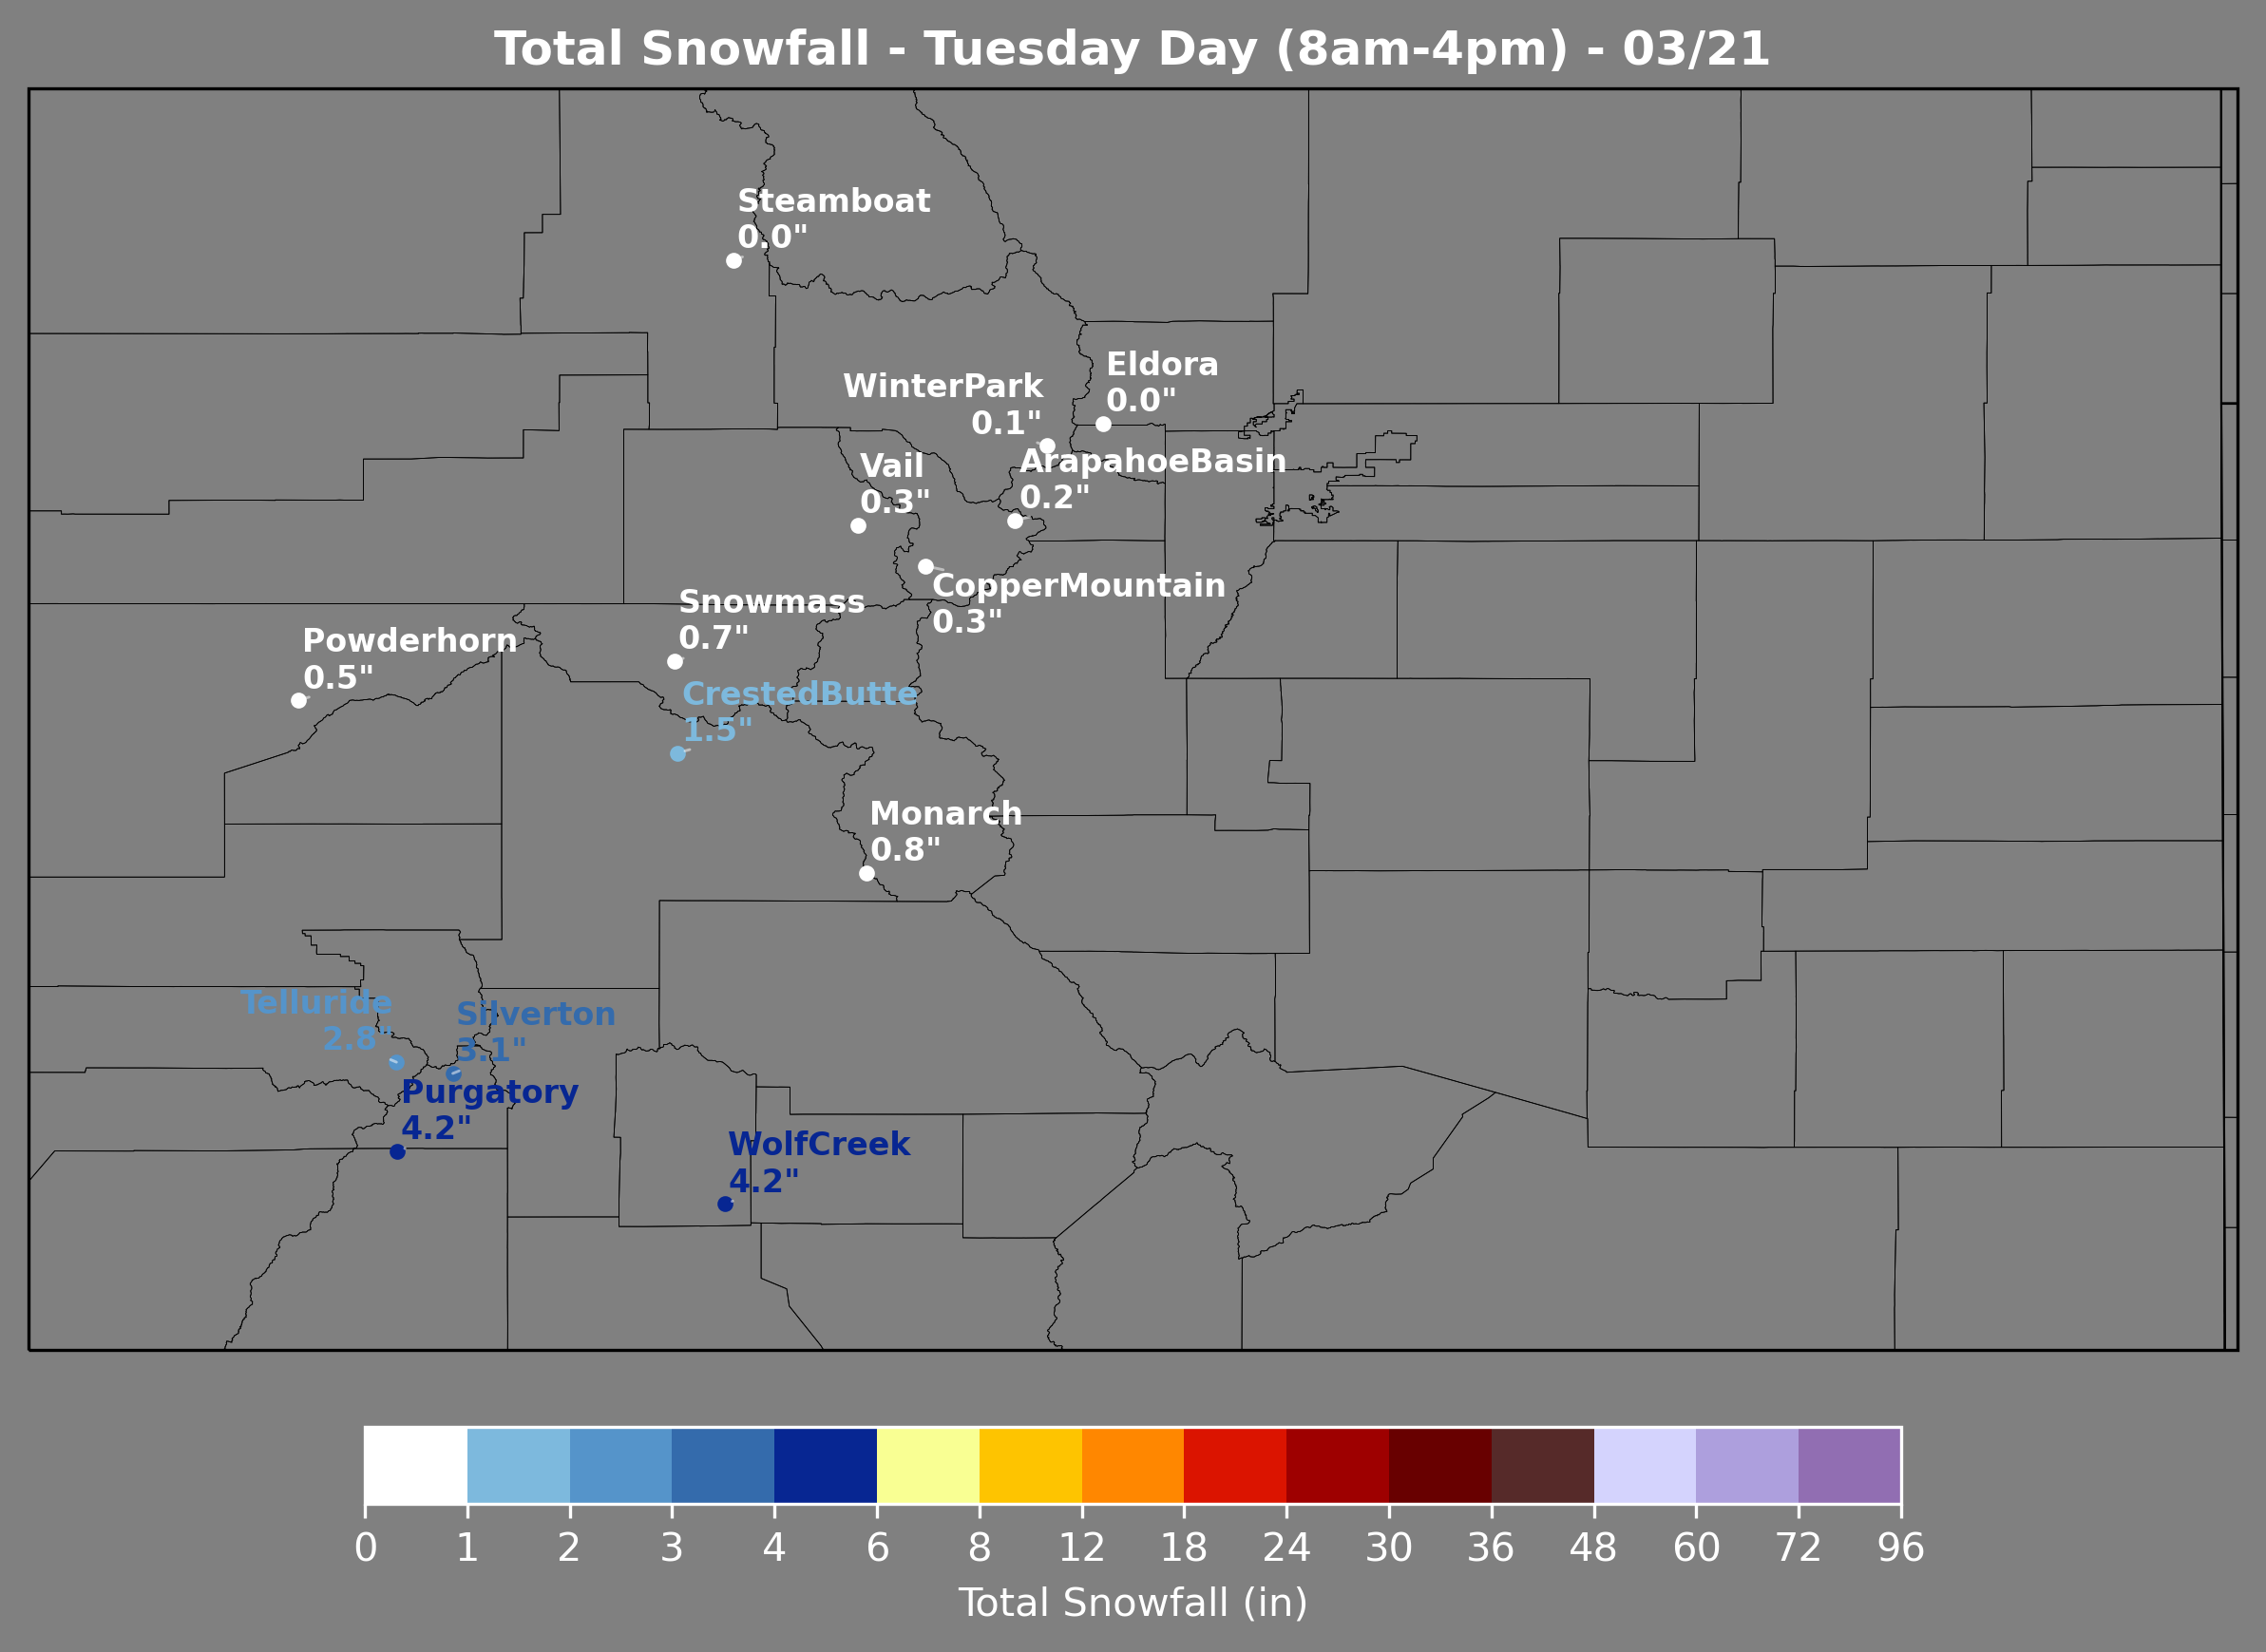 Total Snowfall - Tuesday Day (8am-4pm) - 03/21
Steamboat
0.0"
Eldora
0.0"
WinterPark
0.1"
ArapahoeBasin
0.2"
Vail
0.3"
CopperMountain
0.3"
Snowmass
0.7"
Powderhorn
0.5"
CrestedButte
1.5"
Monarch
0.8"
Telluride
2.8"
Silverton
3.1"
Purgatory
4.2"
WolfCreek
4.2"
0 1 2 3 4 6 8 12 18 24 30 36 48 60 72 96
Total Snowfall (in)